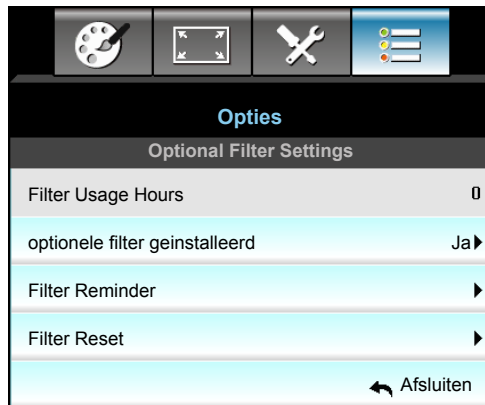 Opties
Optional Filter Settings
Filter Usage Hours 0
optionele filter geinstalleerd Ja
Filter Reminder
Filter Reset
Afsluiten